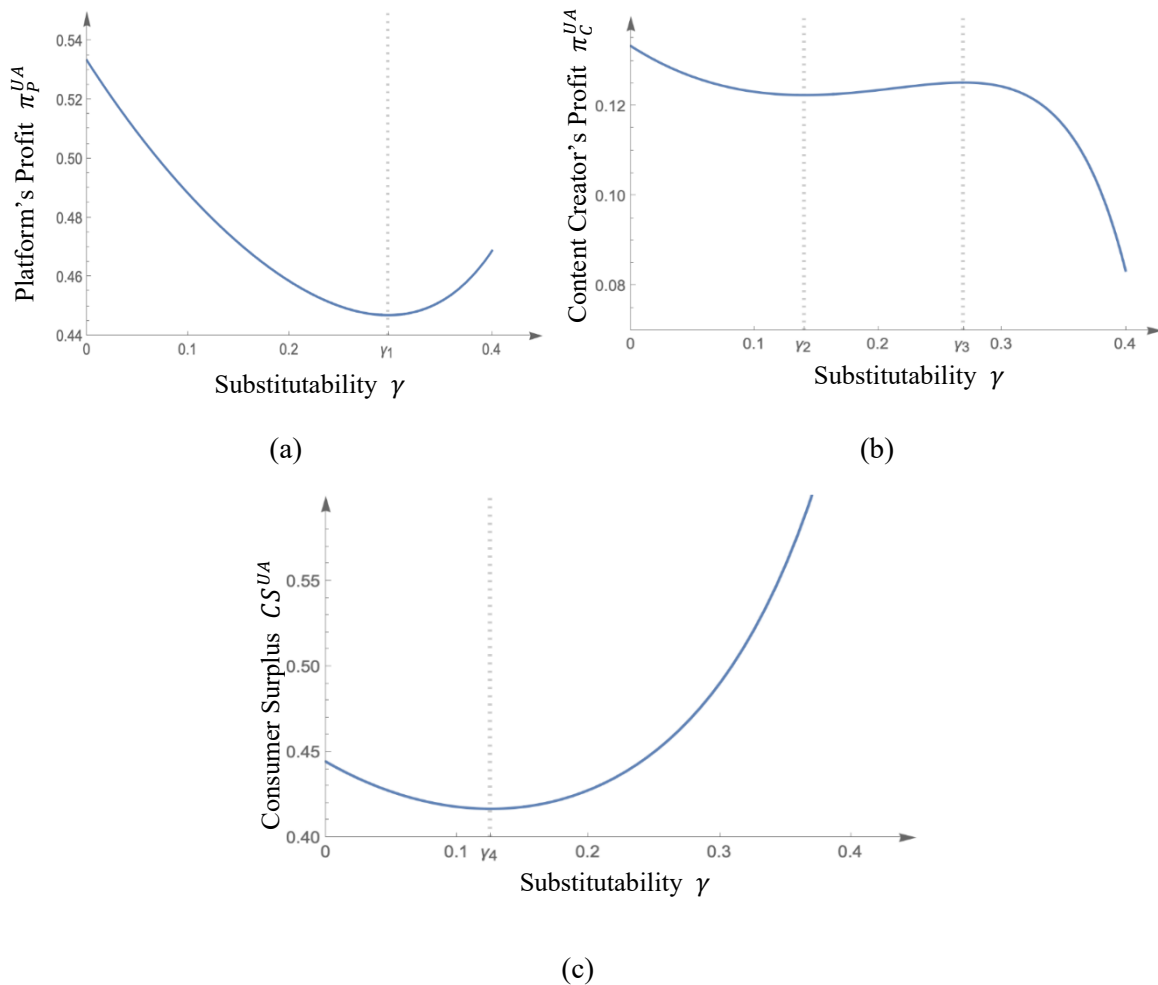 Platform's Profit π_P^{UA}
0.54
0.52
0.50
0.48
0.46
0.44
0 0.1 0.2 γ₁ 0.4
Substitutability γ
(a)
Content Creator's Profit π_C^{UA}
0.12
0.10
0.08
0 0.1 γ₂ 0.2 γ₃ 0.3 0.4
Substitutability γ
(b)
Consumer Surplus CS^{UA}
0.55
0.50
0.45
0.40
0 0.1 γ₄ 0.2 0.3 0.4
Substitutability γ
(c)